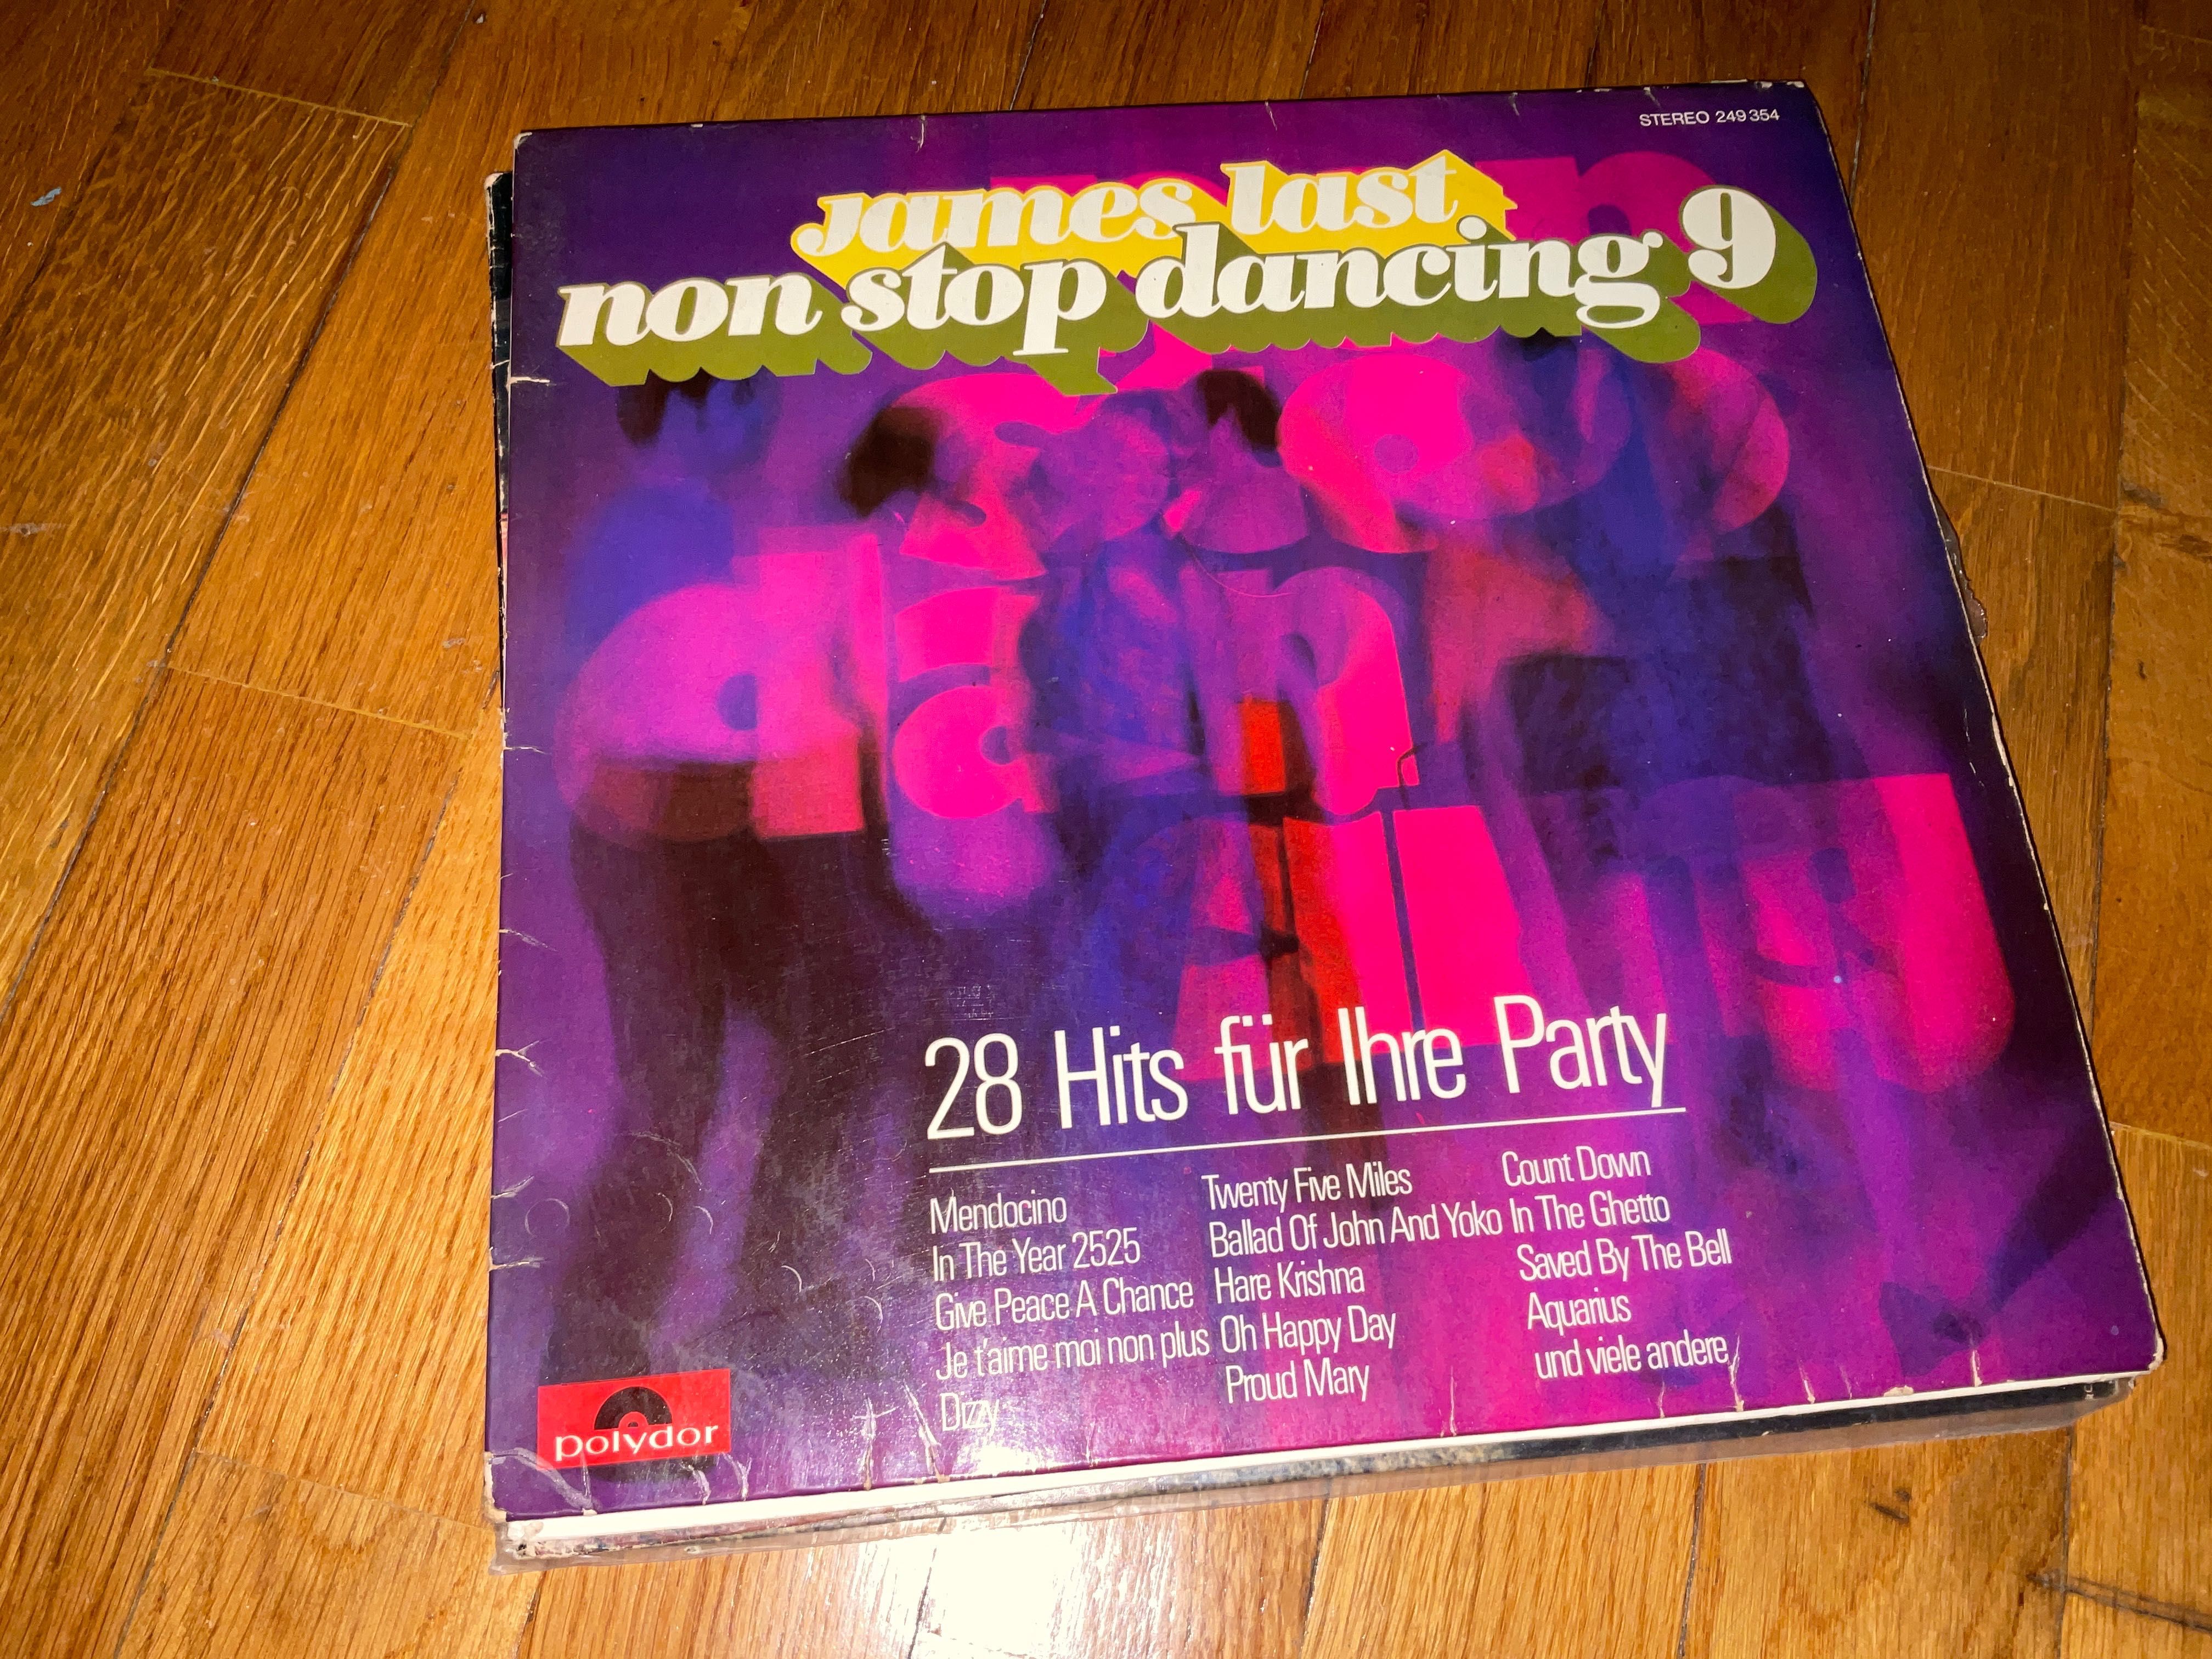 STEREO 249 354
james last
non stop dancing 9
28 Hits für Ihre Party
Mendocino
In The Year 2525
Give Peace A Chance
Je t'aime moi non plus
Dizzy
Twenty Five Miles
Ballad Of John And Yoko
Hare Krishna
Oh Happy Day
Proud Mary
Count Down
In The Ghetto
Saved By The Bell
Aquarius
und viele andere
polydor